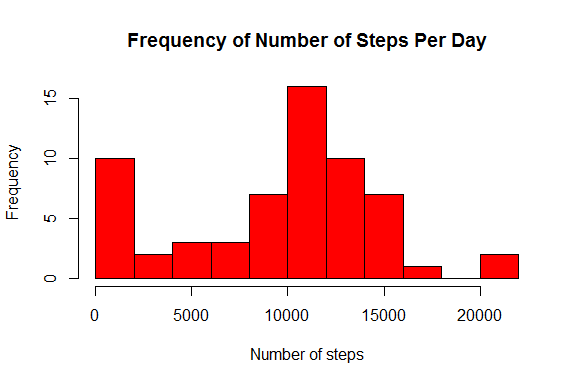 Frequency of Number of Steps Per Day
Frequency
15
10
5
0
0 5000 10000 15000 20000
Number of steps